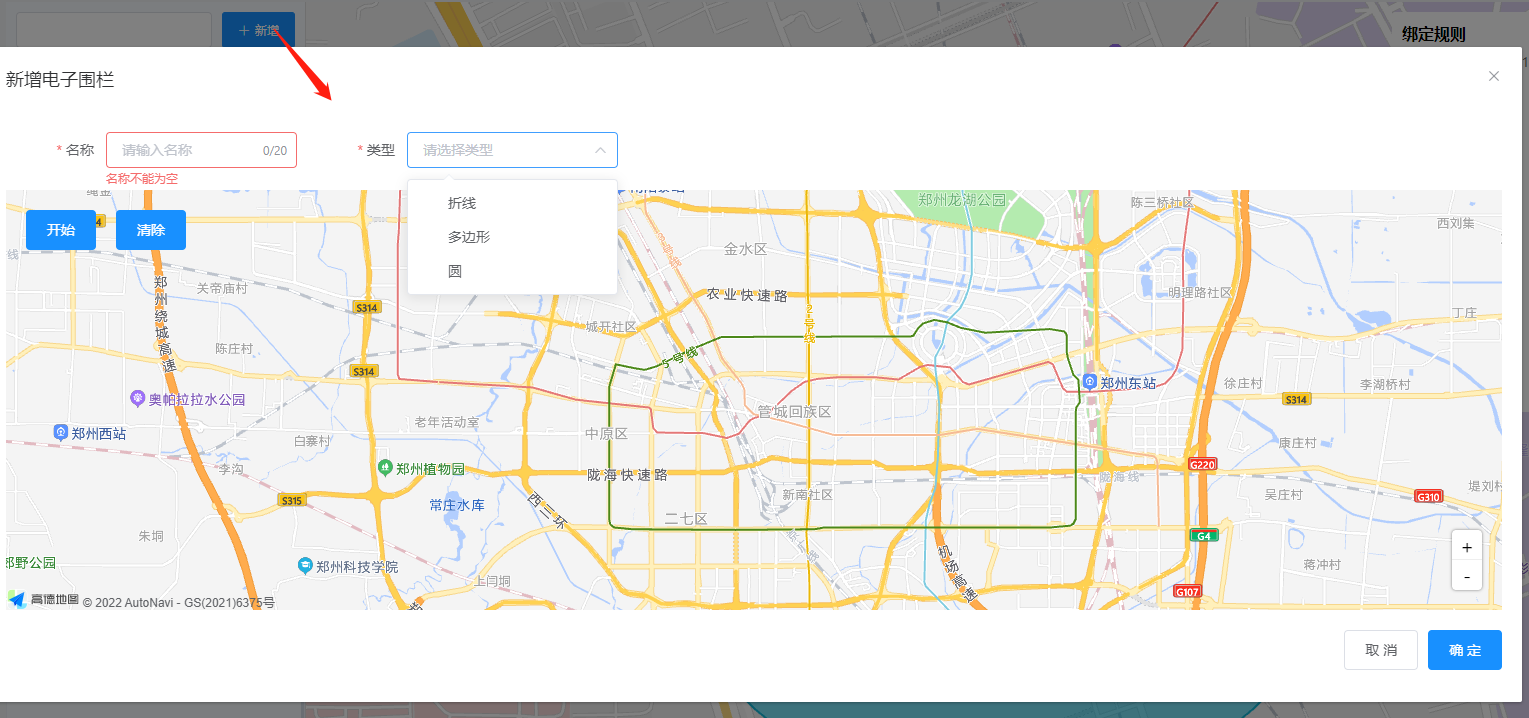 + 新增
绑定规则
新增电子围栏
* 名称
请输入名称
0/20
* 类型
请选择类型
名称不能为空
折线
多边形
圆
开始
清除
郑州龙湖公园
陈三桥社区
西刘集
金水区
线
关帝庙村
郑州绕城高速
S314
农业快速路
2号线
明理路社区
丁庄
城开社区
陈庄村
S314
5号线
郑州东站
徐庄村
李湖桥村
奥帕拉拉水公园
S314
管城回族区
老年活动室
郑州西站
中原区
白寨村
康庄村
李沟
郑州植物园
陇海快速路
G220
陇海线
新南社区
吴庄村
G310
堤刘村
S315
常庄水库
西三环
二七区
朱垌
G4
郎野公园
机场高速
蒋冲村
郑州科技学院
上闫垌
G107
+
-
高德地图 © 2022 AutoNavi - GS(2021)6375号
取 消
确 定